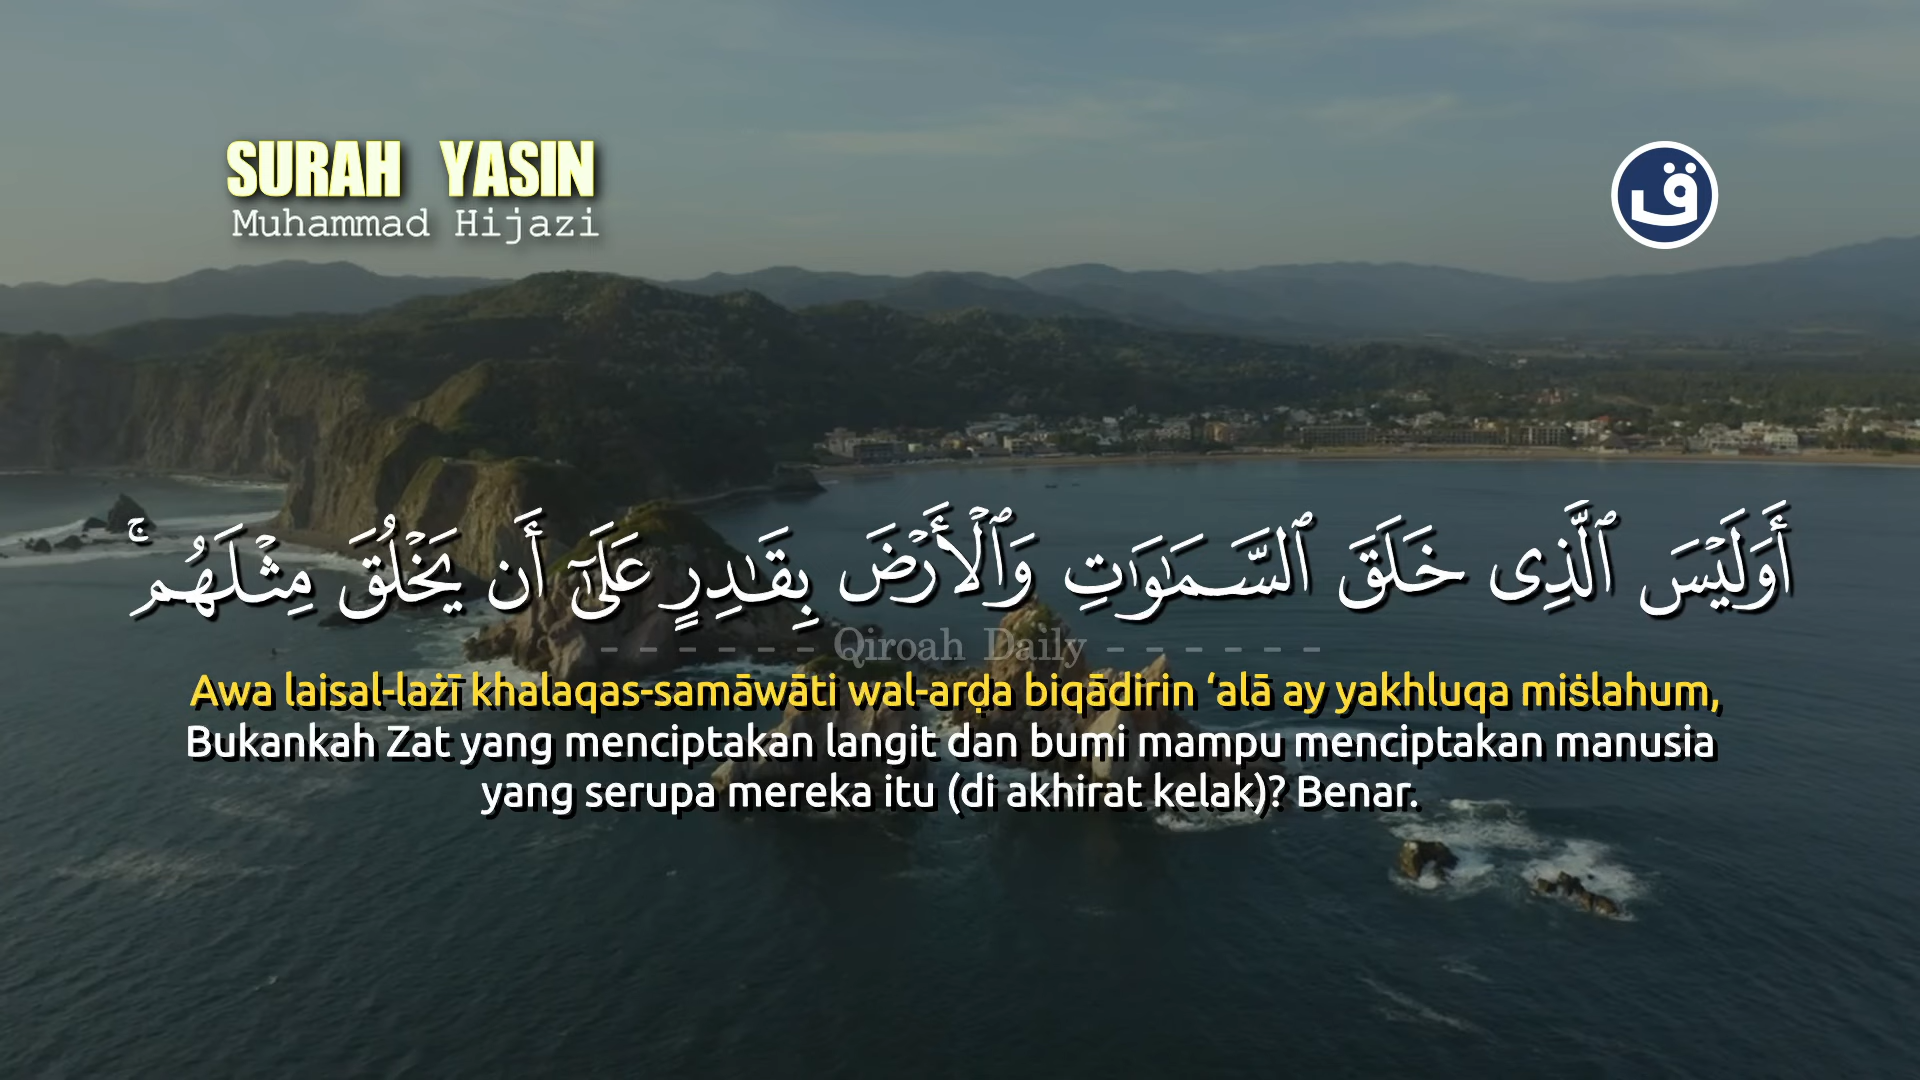 SURAH YASIN
Muhammad Hijazi
ق
أَوَلَيْسَ ٱلَّذِى خَلَقَ ٱلسَّمَـٰوَٰتِ وَٱلْأَرْضَ بِقَـٰدِرٍ عَلَىٰٓ أَن يَخْلُقَ مِثْلَهُم ۚ
- - - - - - Qiroah Daily - - - - - -
Awa laisal-lażī khalaqas-samāwāti wal-arḍa biqādirin ‘alā ay yakhluqa miṡlahum,
Bukankah Zat yang menciptakan langit dan bumi mampu menciptakan manusia
yang serupa mereka itu (di akhirat kelak)? Benar.